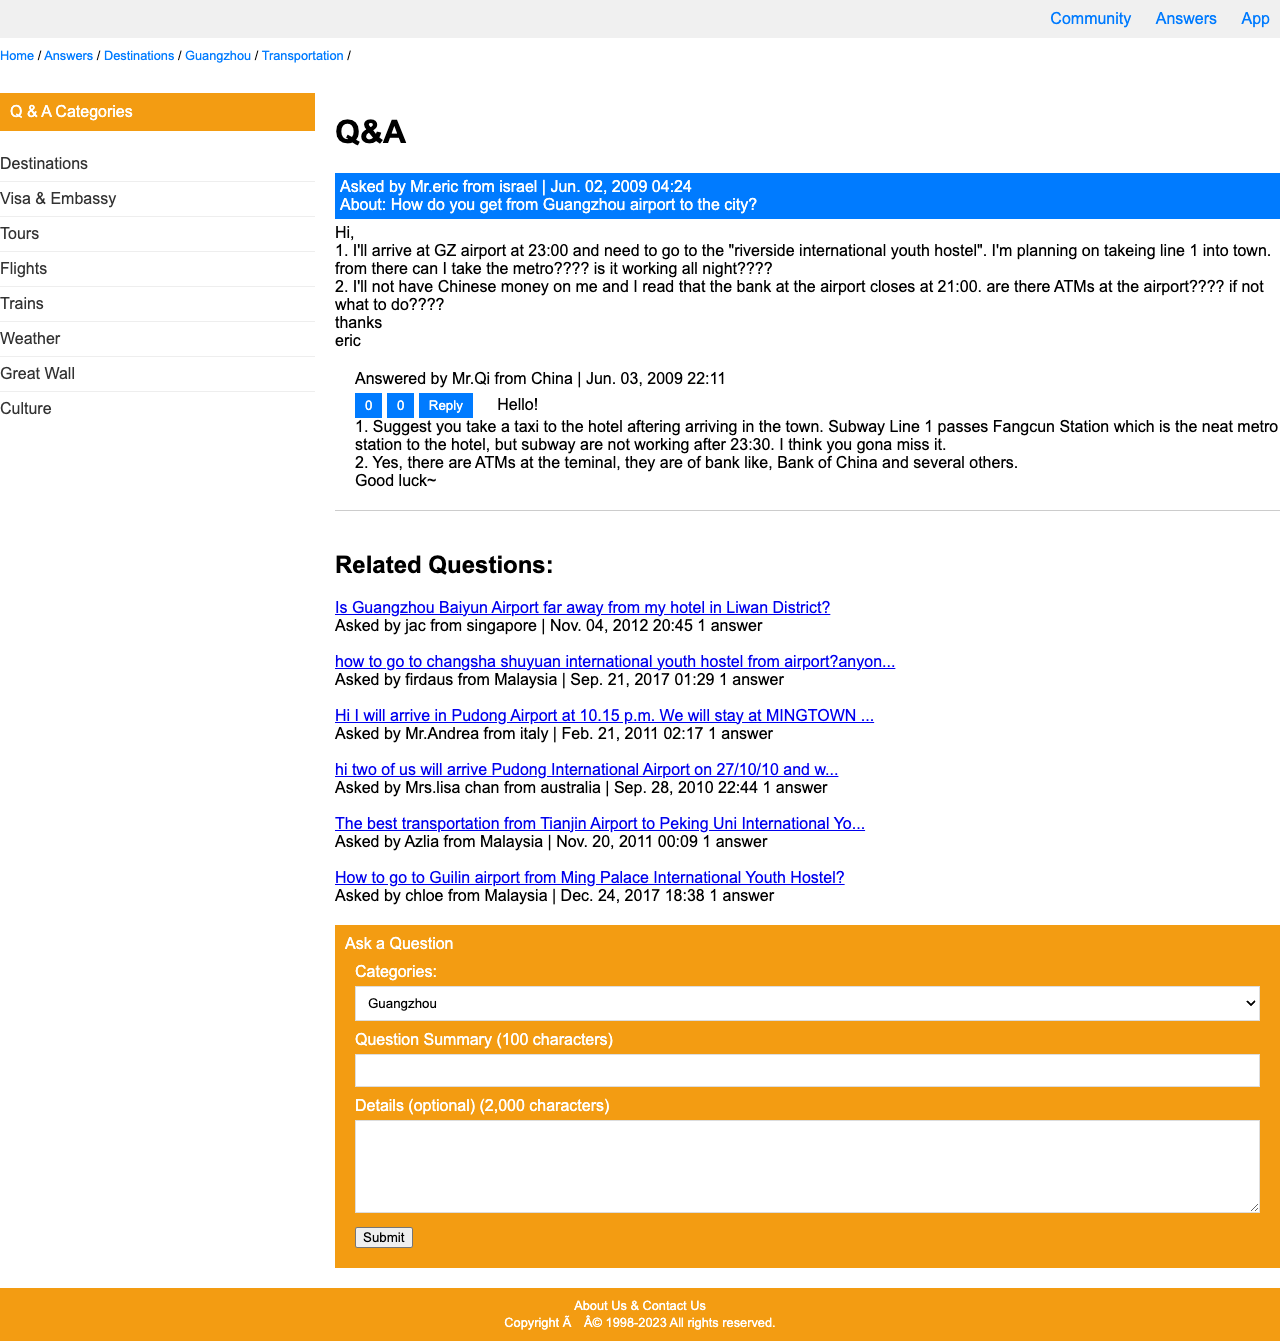 Community Answers App
Home / Answers / Destinations / Guangzhou / Transportation /
Q & A Categories
Destinations
Visa & Embassy
Tours
Flights
Trains
Weather
Great Wall
Culture
Q&A
Asked by Mr.eric from israel | Jun. 02, 2009 04:24
About: How do you get from Guangzhou airport to the city?
Hi,
1. I'll arrive at GZ airport at 23:00 and need to go to the "riverside international youth hostel". I'm planning on takeing line 1 into town.
from there can I take the metro???? is it working all night????
2. I'll not have Chinese money on me and I read that the bank at the airport closes at 21:00. are there ATMs at the airport???? if not
what to do????
thanks
eric
Answered by Mr.Qi from China | Jun. 03, 2009 22:11
0 0 Reply Hello!
1. Suggest you take a taxi to the hotel aftering arriving in the town. Subway Line 1 passes Fangcun Station which is the neat metro
station to the hotel, but subway are not working after 23:30. I think you gona miss it.
2. Yes, there are ATMs at the teminal, they are of bank like, Bank of China and several others.
Good luck~
Related Questions:
Is Guangzhou Baiyun Airport far away from my hotel in Liwan District?
Asked by jac from singapore | Nov. 04, 2012 20:45 1 answer
how to go to changsha shuyuan international youth hostel from airport?anyon...
Asked by firdaus from Malaysia | Sep. 21, 2017 01:29 1 answer
Hi I will arrive in Pudong Airport at 10.15 p.m. We will stay at MINGTOWN ...
Asked by Mr.Andrea from italy | Feb. 21, 2011 02:17 1 answer
hi two of us will arrive Pudong International Airport on 27/10/10 and w...
Asked by Mrs.lisa chan from australia | Sep. 28, 2010 22:44 1 answer
The best transportation from Tianjin Airport to Peking Uni International Yo...
Asked by Azlia from Malaysia | Nov. 20, 2011 00:09 1 answer
How to go to Guilin airport from Ming Palace International Youth Hostel?
Asked by chloe from Malaysia | Dec. 24, 2017 18:38 1 answer
Ask a Question
Categories:
Guangzhou
Question Summary (100 characters)
Details (optional) (2,000 characters)
Submit
About Us & Contact Us
Copyright Ã Â© 1998-2023 All rights reserved.